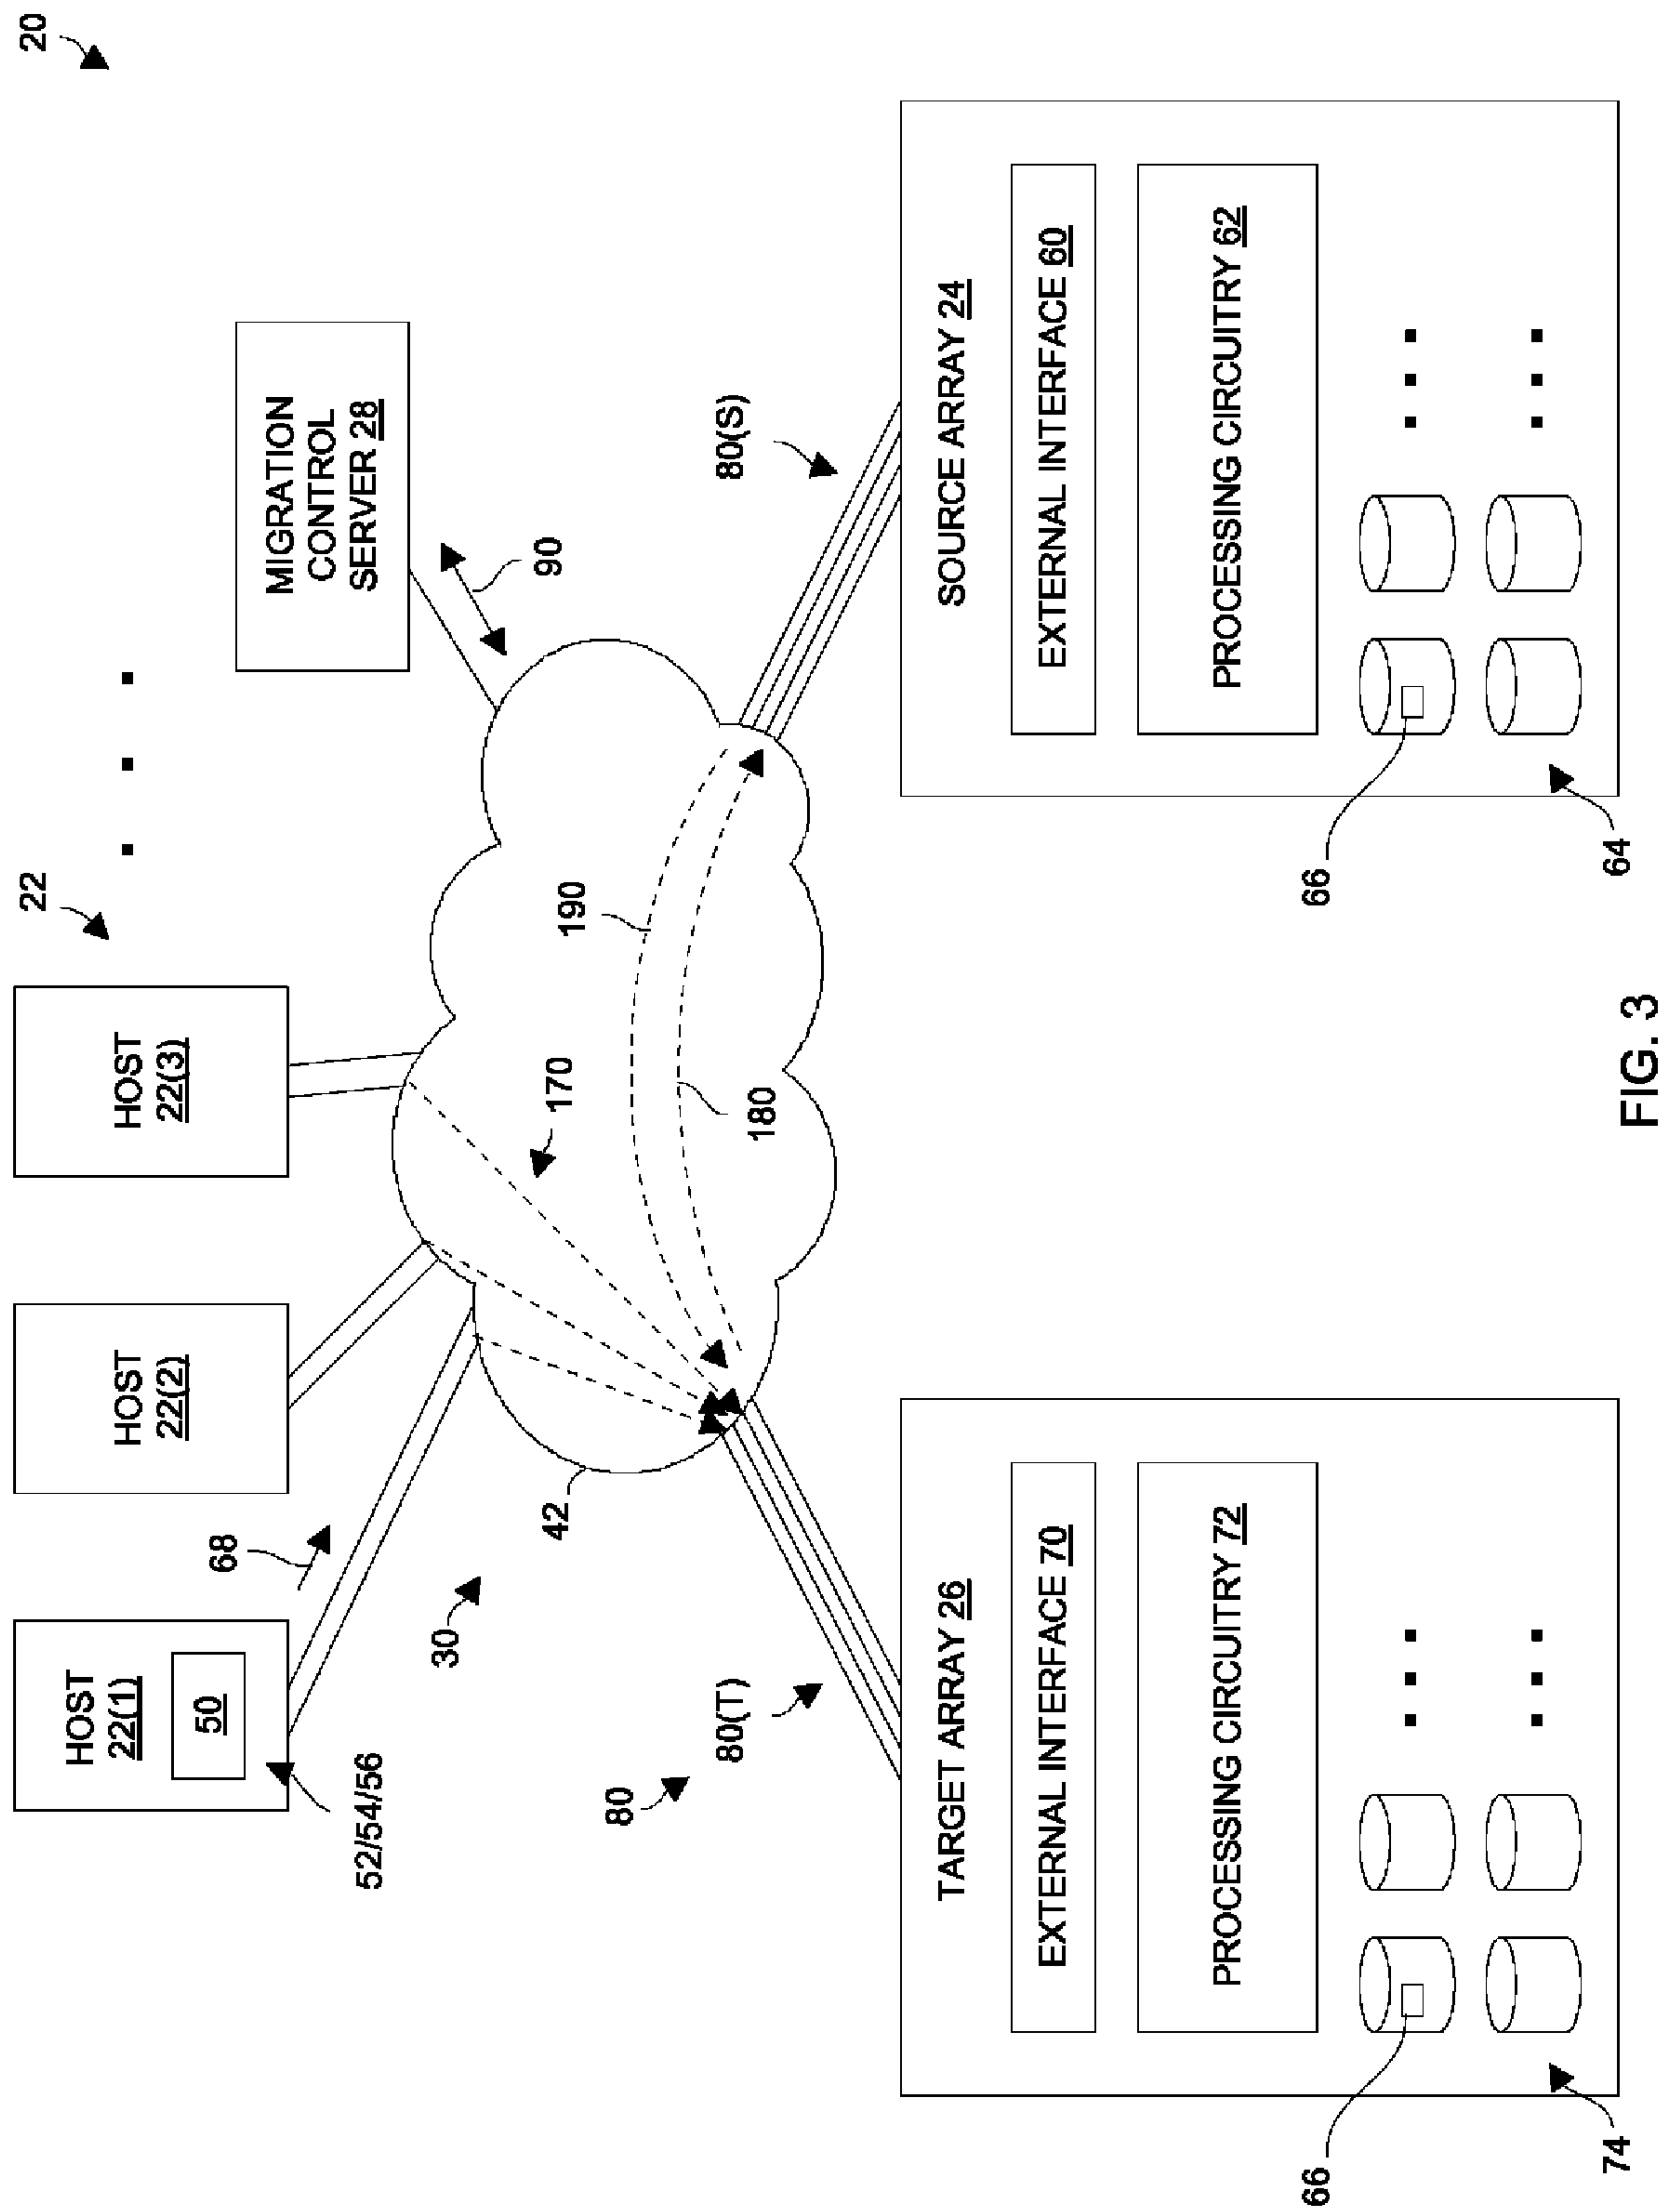 20
22
HOST
22(1)
50
HOST
22(2)
HOST
22(3)
MIGRATION
CONTROL
SERVER 28
52/54/56
68
90
30
42
170
190
180
80
80(T)
80(S)
TARGET ARRAY 26
EXTERNAL INTERFACE 70
PROCESSING CIRCUITRY 72
66
74
SOURCE ARRAY 24
EXTERNAL INTERFACE 60
PROCESSING CIRCUITRY 62
66
64
FIG. 3